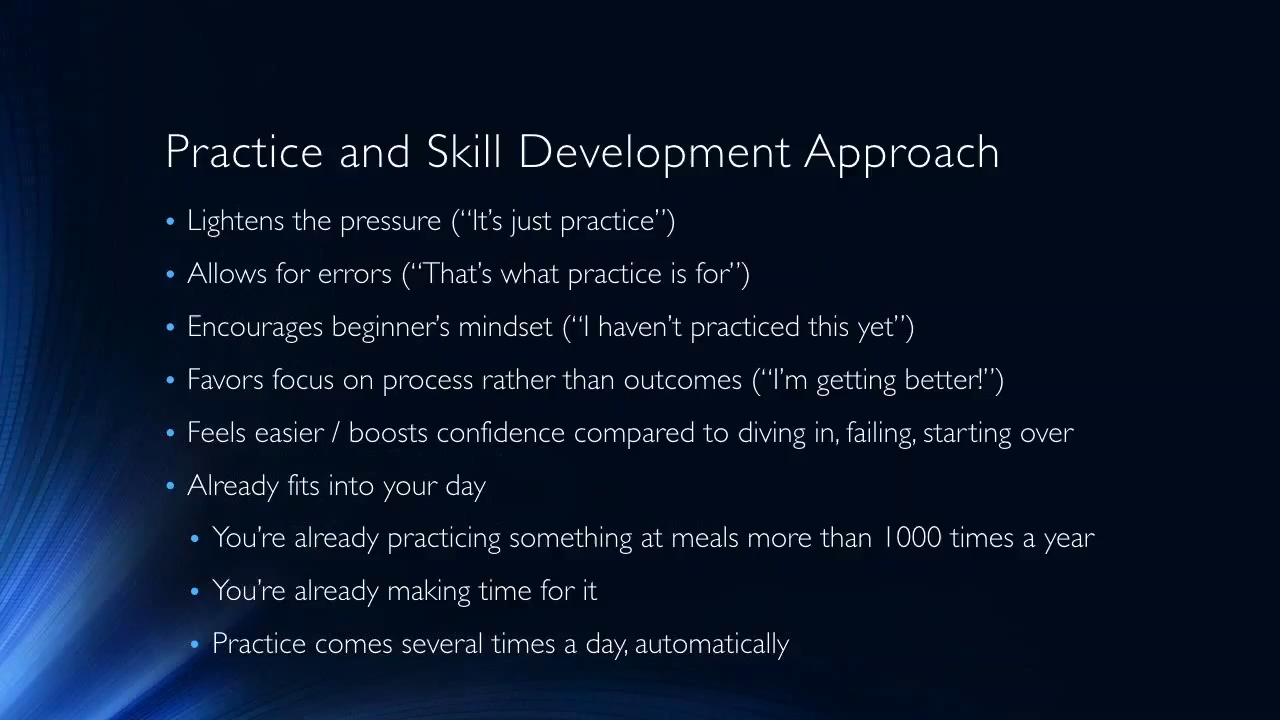 Practice and Skill Development Approach
• Lightens the pressure (“It’s just practice”)
• Allows for errors (“That’s what practice is for”)
• Encourages beginner’s mindset (“I haven’t practiced this yet”)
• Favors focus on process rather than outcomes (“I’m getting better!”)
• Feels easier / boosts confidence compared to diving in, failing, starting over
• Already fits into your day
• You’re already practicing something at meals more than 1000 times a year
• You’re already making time for it
• Practice comes several times a day, automatically